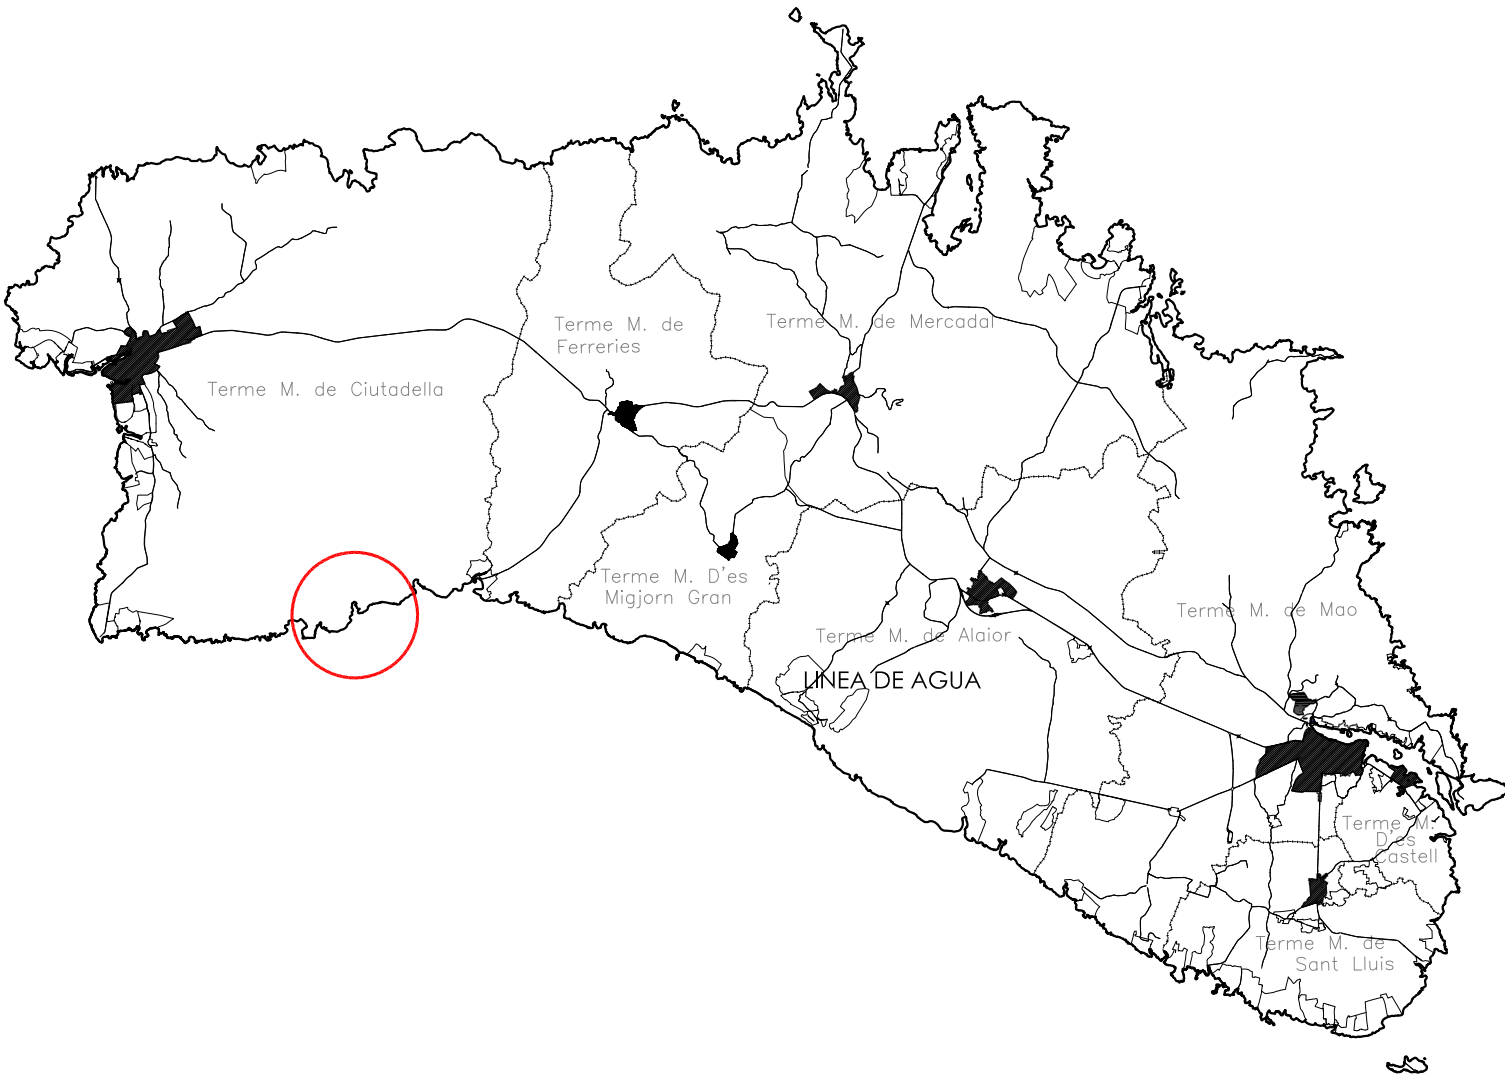 Terme M. de
Ferreries
Terme M. de Mercadal
Terme M. de Ciutadella
Terme M. D'es
Migjorn Gran
Terme M. de Mao
Terme M. de Alaior
LINEA DE AGUA
Terme M.
D'es
Castell
Terme M. de
Sant Lluis